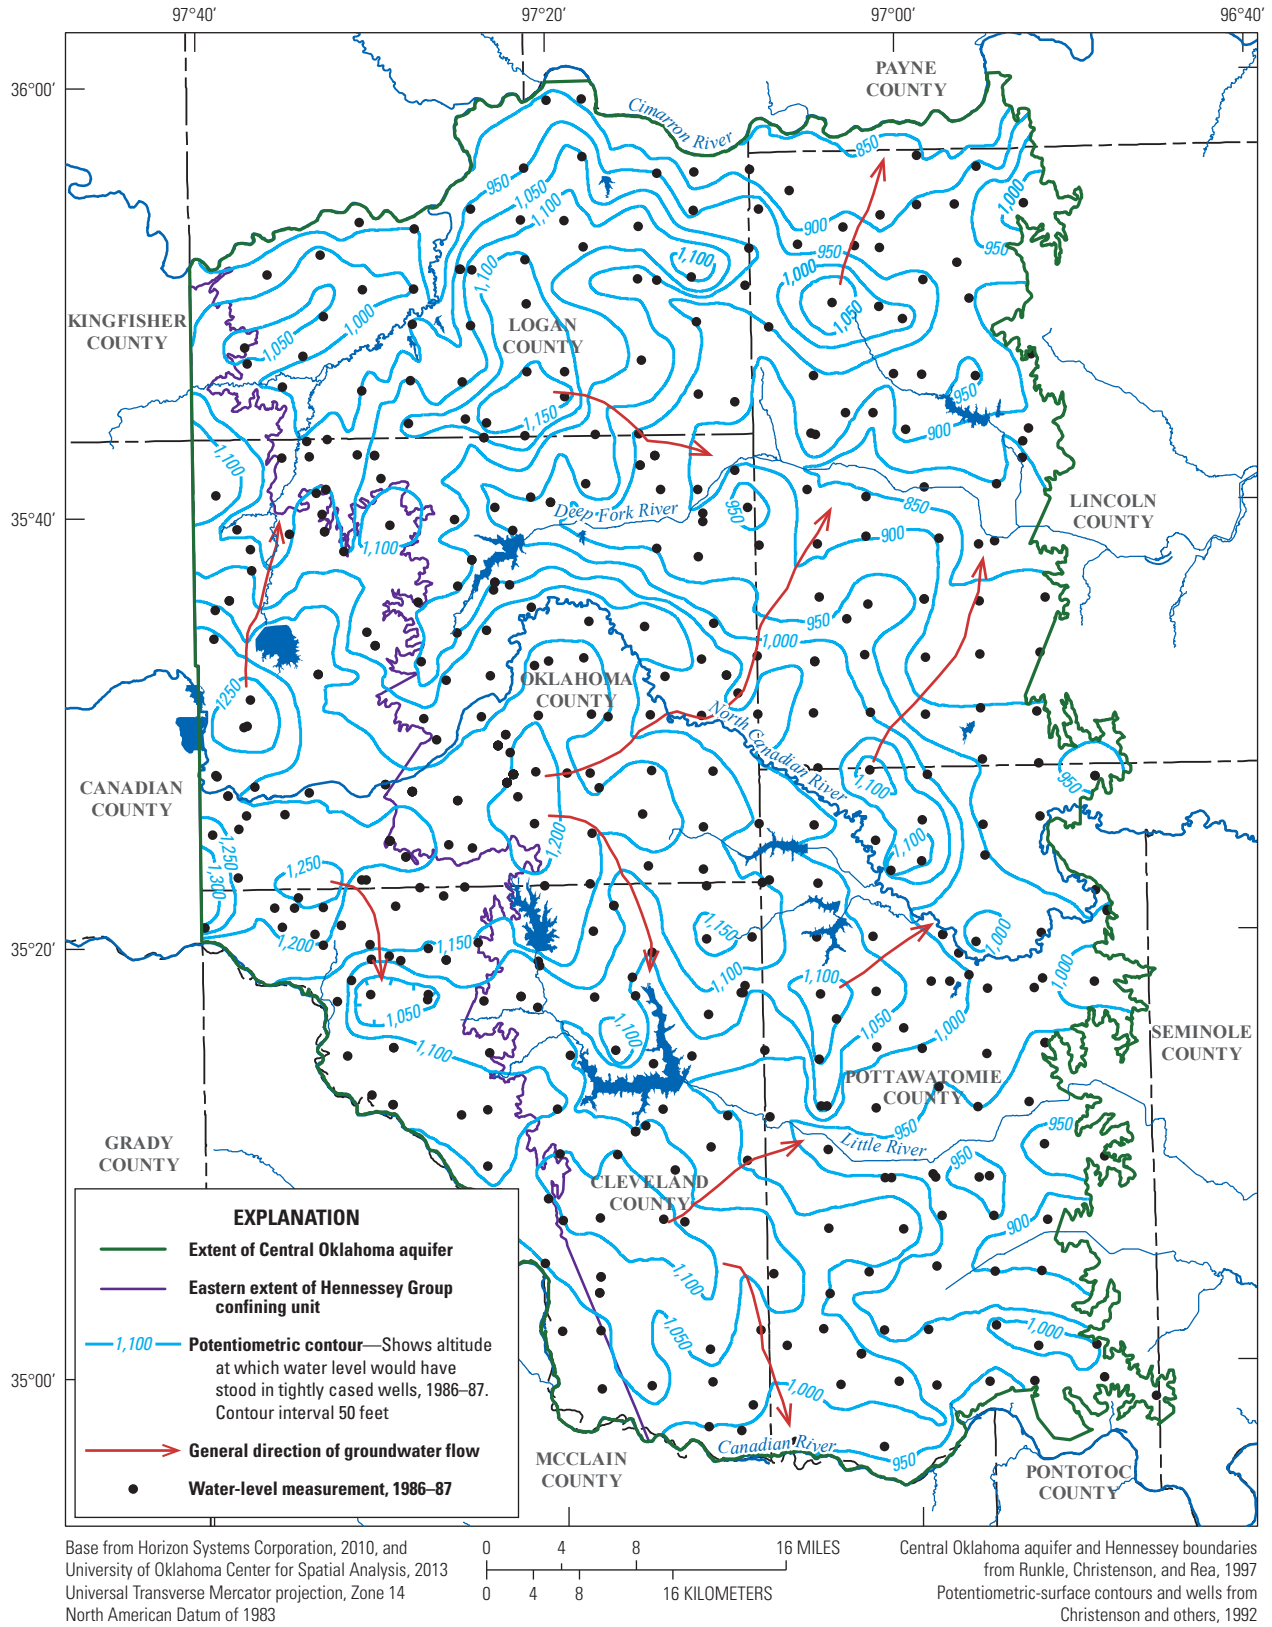 97°40′
97°20′
97°00′
96°40′
36°00′
35°40′
35°20′
35°00′
PAYNE
COUNTY
Cimarron River
850
950
1,050
1,100
1,000
900
950
950
1,100
1,000
1,100
1,050
KINGFISHER
COUNTY
1,000
1,050
LOGAN
COUNTY
950
1,150
900
1,100
LINCOLN
COUNTY
950
850
Deep Fork River
900
1,100
950
1,000
OKLAHOMA
COUNTY
1250
North Canadian River
950
1,100
CANADIAN
COUNTY
1,200
1,100
1,250
1,250
1,300
1,150
1,000
1,200
1,150
1,100
1,100
1,000
1,050
1,050
1,000
1,100
1,100
SEMINOLE
COUNTY
POTTAWATOMIE
COUNTY
950
950
Little River
950
GRADY
COUNTY
CLEVELAND
COUNTY
900
1,100
1,050
1,000
1,000
Canadian River
950
MCCLAIN
COUNTY
PONTOTOC
COUNTY
EXPLANATION
Extent of Central Oklahoma aquifer
Eastern extent of Hennessey Group
confining unit
1,100
Potentiometric contour—Shows altitude
at which water level would have
stood in tightly cased wells, 1986–87.
Contour interval 50 feet
General direction of groundwater flow
Water-level measurement, 1986–87
Base from Horizon Systems Corporation, 2010, and
University of Oklahoma Center for Spatial Analysis, 2013
Universal Transverse Mercator projection, Zone 14
North American Datum of 1983
0 4 8 16 MILES
0 4 8 16 KILOMETERS
Central Oklahoma aquifer and Hennessey boundaries
from Runkle, Christenson, and Rea, 1997
Potentiometric-surface contours and wells from
Christenson and others, 1992